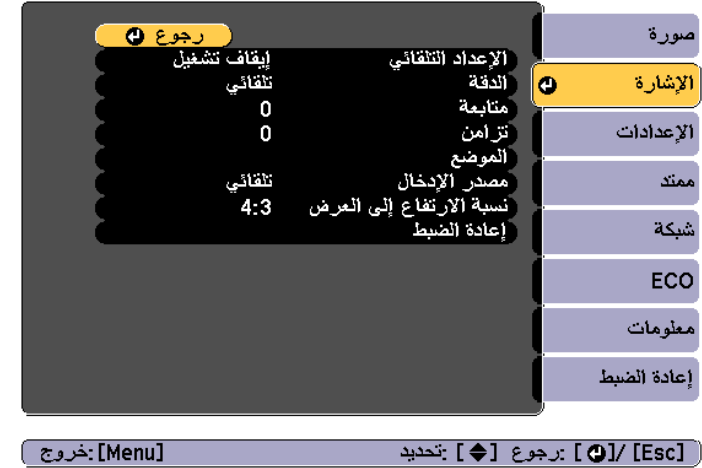 رجوع
الإعداد التلقائي إيقاف تشغيل
الدقة تلقائي
متابعة 0
تزامن 0
الموضع
مصدر الإدخال تلقائي
نسبة الارتفاع إلى العرض 4:3
إعادة الضبط
صورة
الإشارة
الإعدادات
ممتد
شبكة
ECO
معلومات
إعادة الضبط
[Esc] /[ ] :رجوع [ ] :تحديد [Menu]:خروج